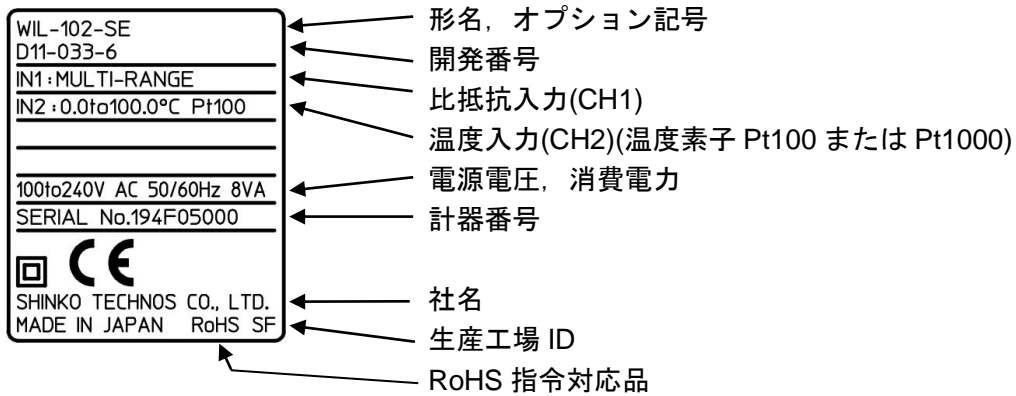 WIL-102-SE
D11-033-6
IN1:MULTI-RANGE
IN2:0.0to100.0°C Pt100
100to240V AC 50/60Hz 8VA
SERIAL No.194F05000
CE
SHINKO TECHNOS CO., LTD.
MADE IN JAPAN RoHS SF
形名，オプション記号
開発番号
比抵抗入力(CH1)
温度入力(CH2)(温度素子 Pt100 または Pt1000)
電源電圧，消費電力
計器番号
社名
生産工場 ID
RoHS 指令対応品